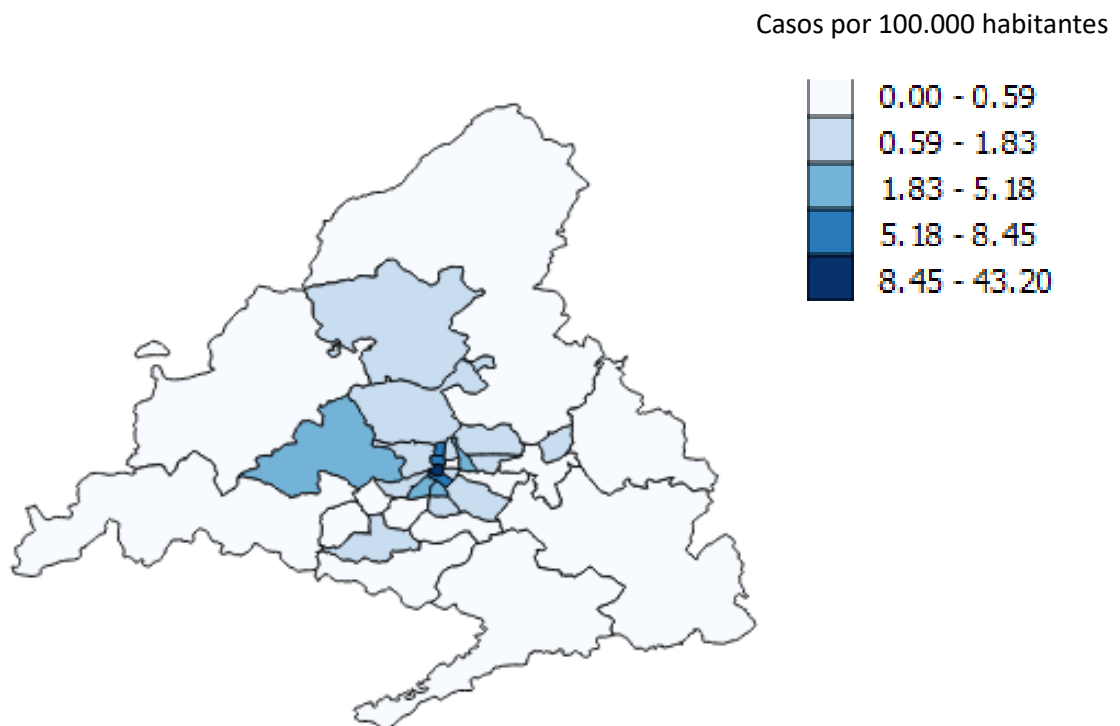 Casos por 100.000 habitantes
0.00 - 0.59
0.59 - 1.83
1.83 - 5.18
5.18 - 8.45
8.45 - 43.20